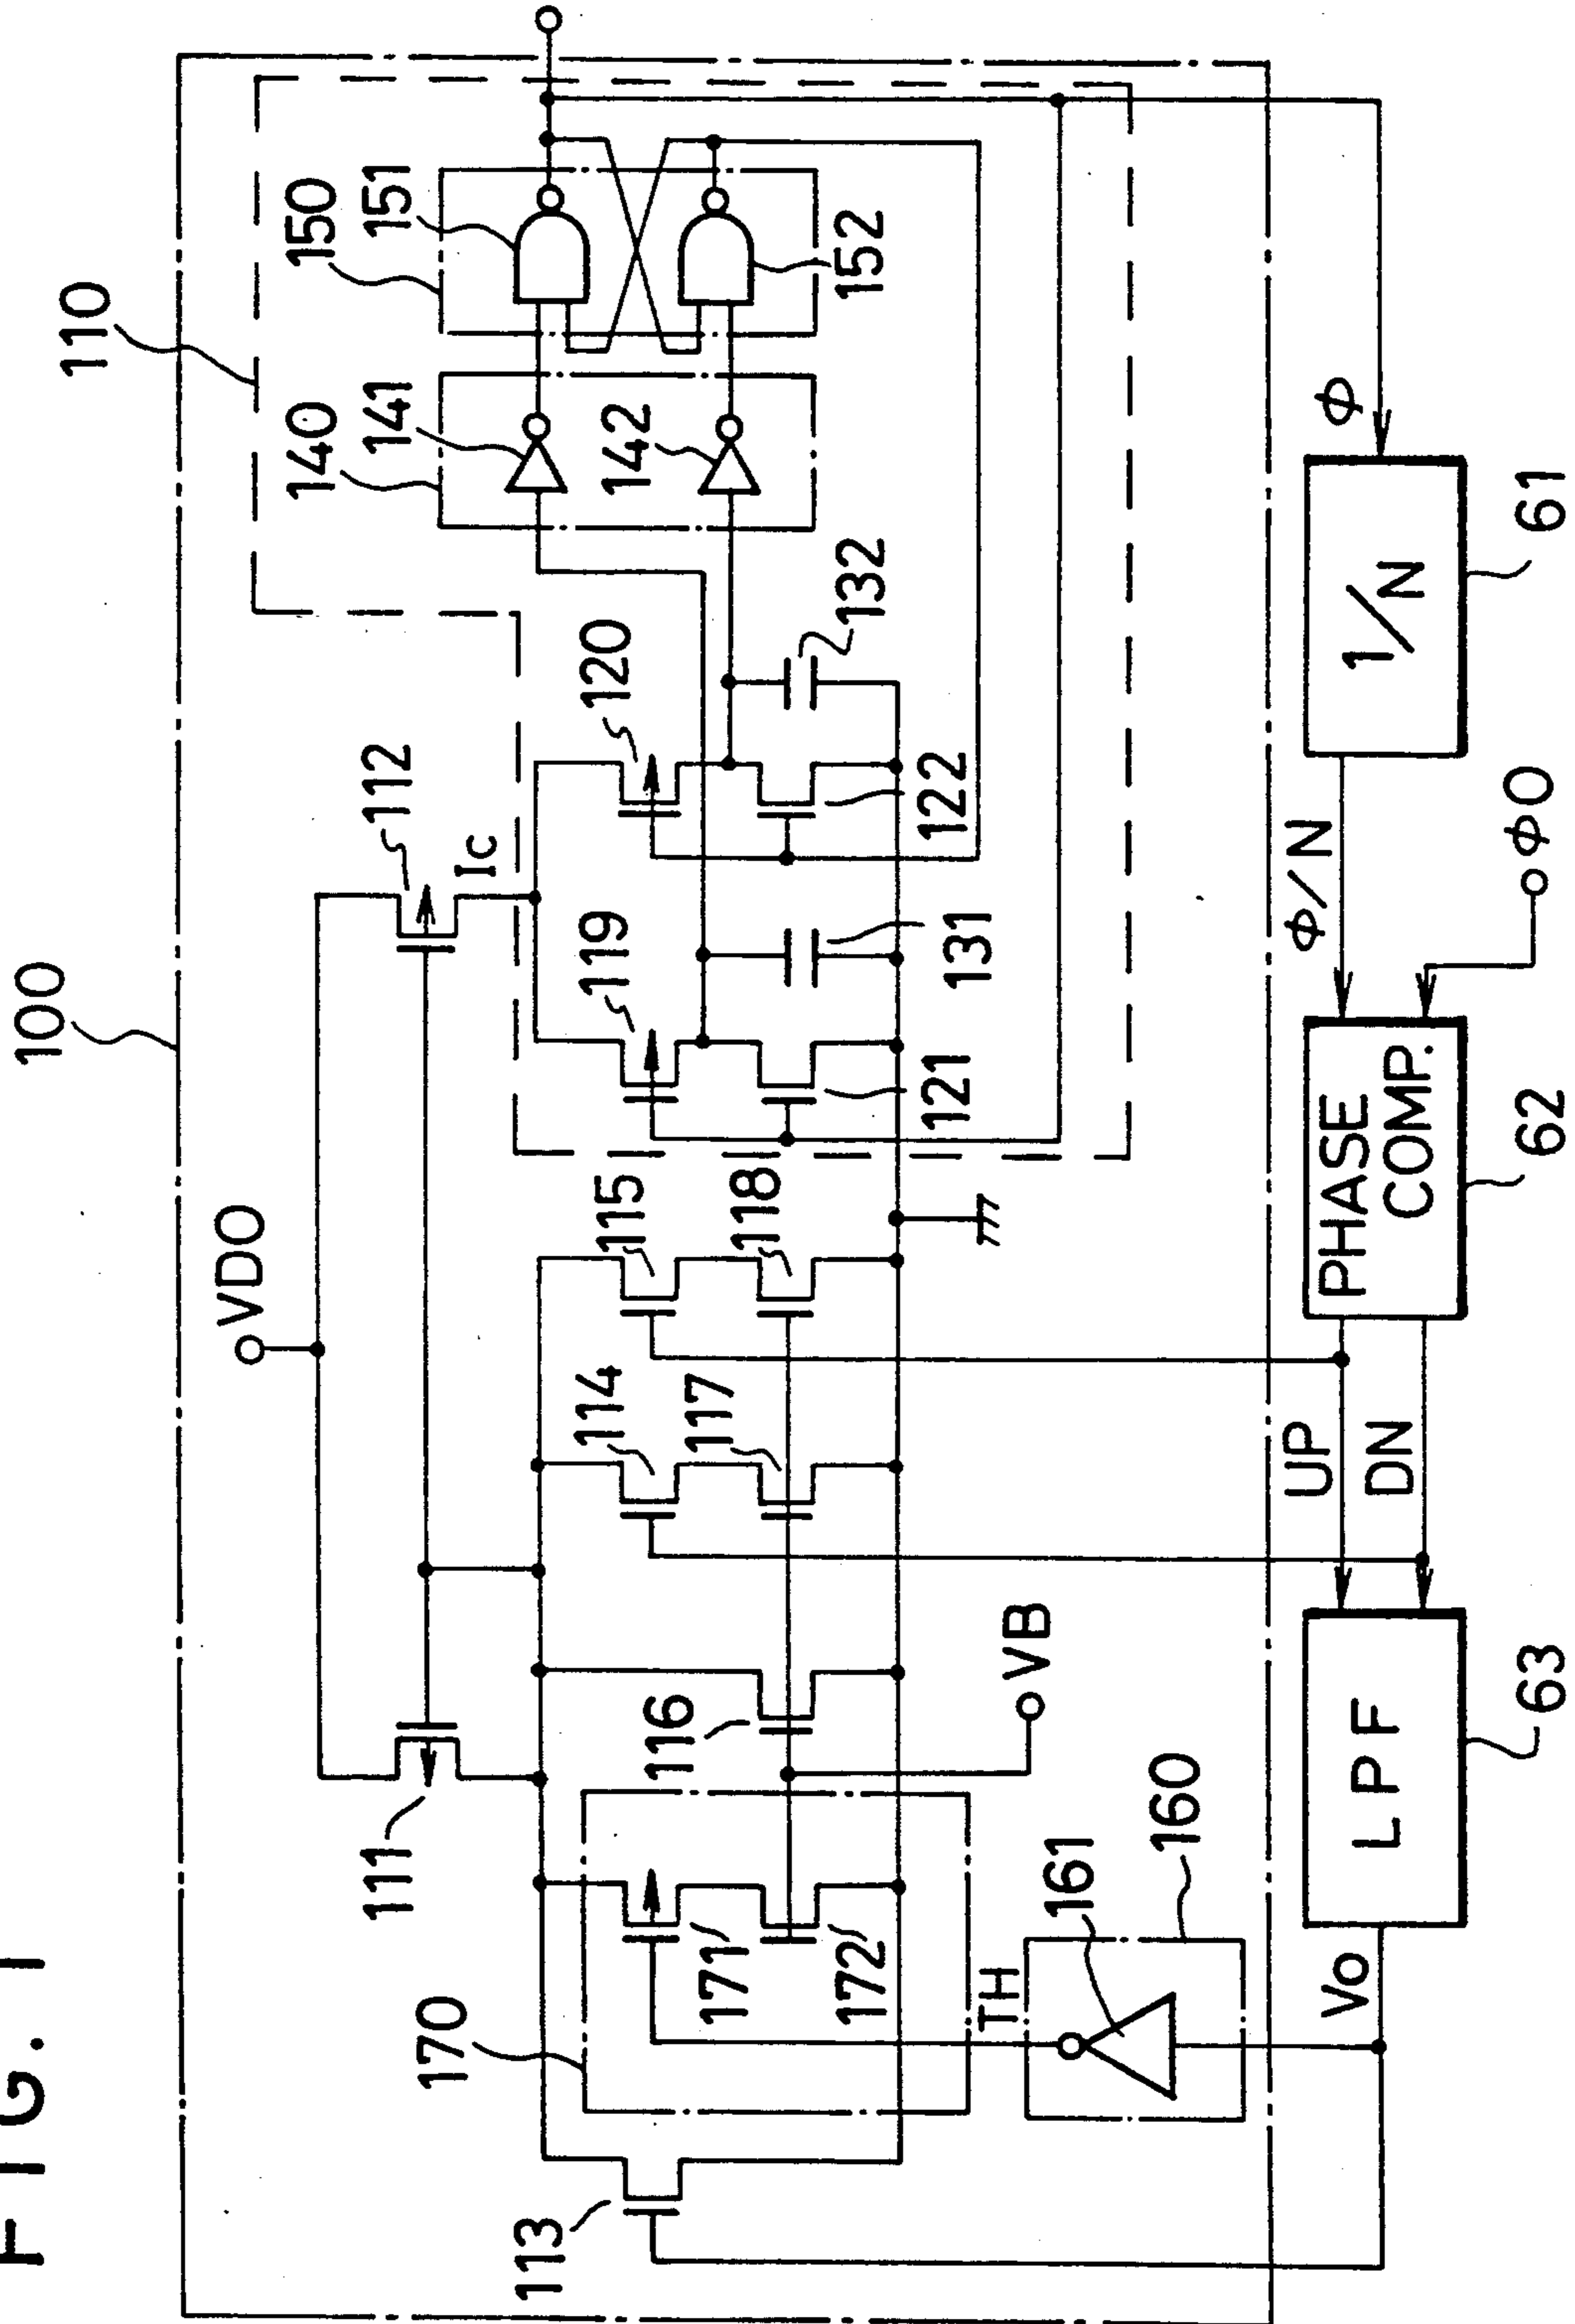 FIG. 1
100
110
VDO
140
150
111
112
141
151
170
Ic
113
114
115
119
120
142
116
171
117
118
172
132
152
121
131
122
TH
VB
161
160
UP
Φ/N
Φ
Vo
DN
LPF
PHASE
COMP.
1/N
ΦO
63
62
61